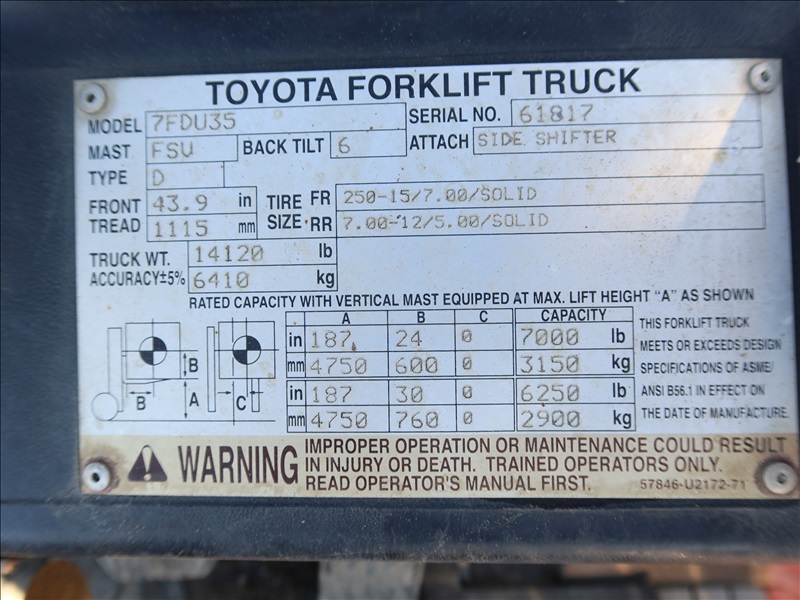 TOYOTA FORKLIFT TRUCK
MODEL 7FDU35 SERIAL NO. 61817
MAST FSV BACK TILT 6 ATTACH SIDE SHIFTER
TYPE D
FRONT TREAD 43.9 in TIRE SIZE FR 250-15/7.00/SOLID
1115 mm RR 7.00-12/5.00/SOLID
TRUCK WT. 14120 lb
ACCURACY±5% 6410 kg
RATED CAPACITY WITH VERTICAL MAST EQUIPPED AT MAX. LIFT HEIGHT "A" AS SHOWN
A B C CAPACITY
in 187 24 0 7000 lb
mm 4750 600 0 3150 kg
in 187 30 0 6250 lb
mm 4750 760 0 2900 kg
B
B A C
THIS FORKLIFT TRUCK
MEETS OR EXCEEDS DESIGN
SPECIFICATIONS OF ASME/
ANSI B56.1 IN EFFECT ON
THE DATE OF MANUFACTURE.
WARNING
IMPROPER OPERATION OR MAINTENANCE COULD RESULT
IN INJURY OR DEATH. TRAINED OPERATORS ONLY.
READ OPERATOR'S MANUAL FIRST. 57846-U2172-71